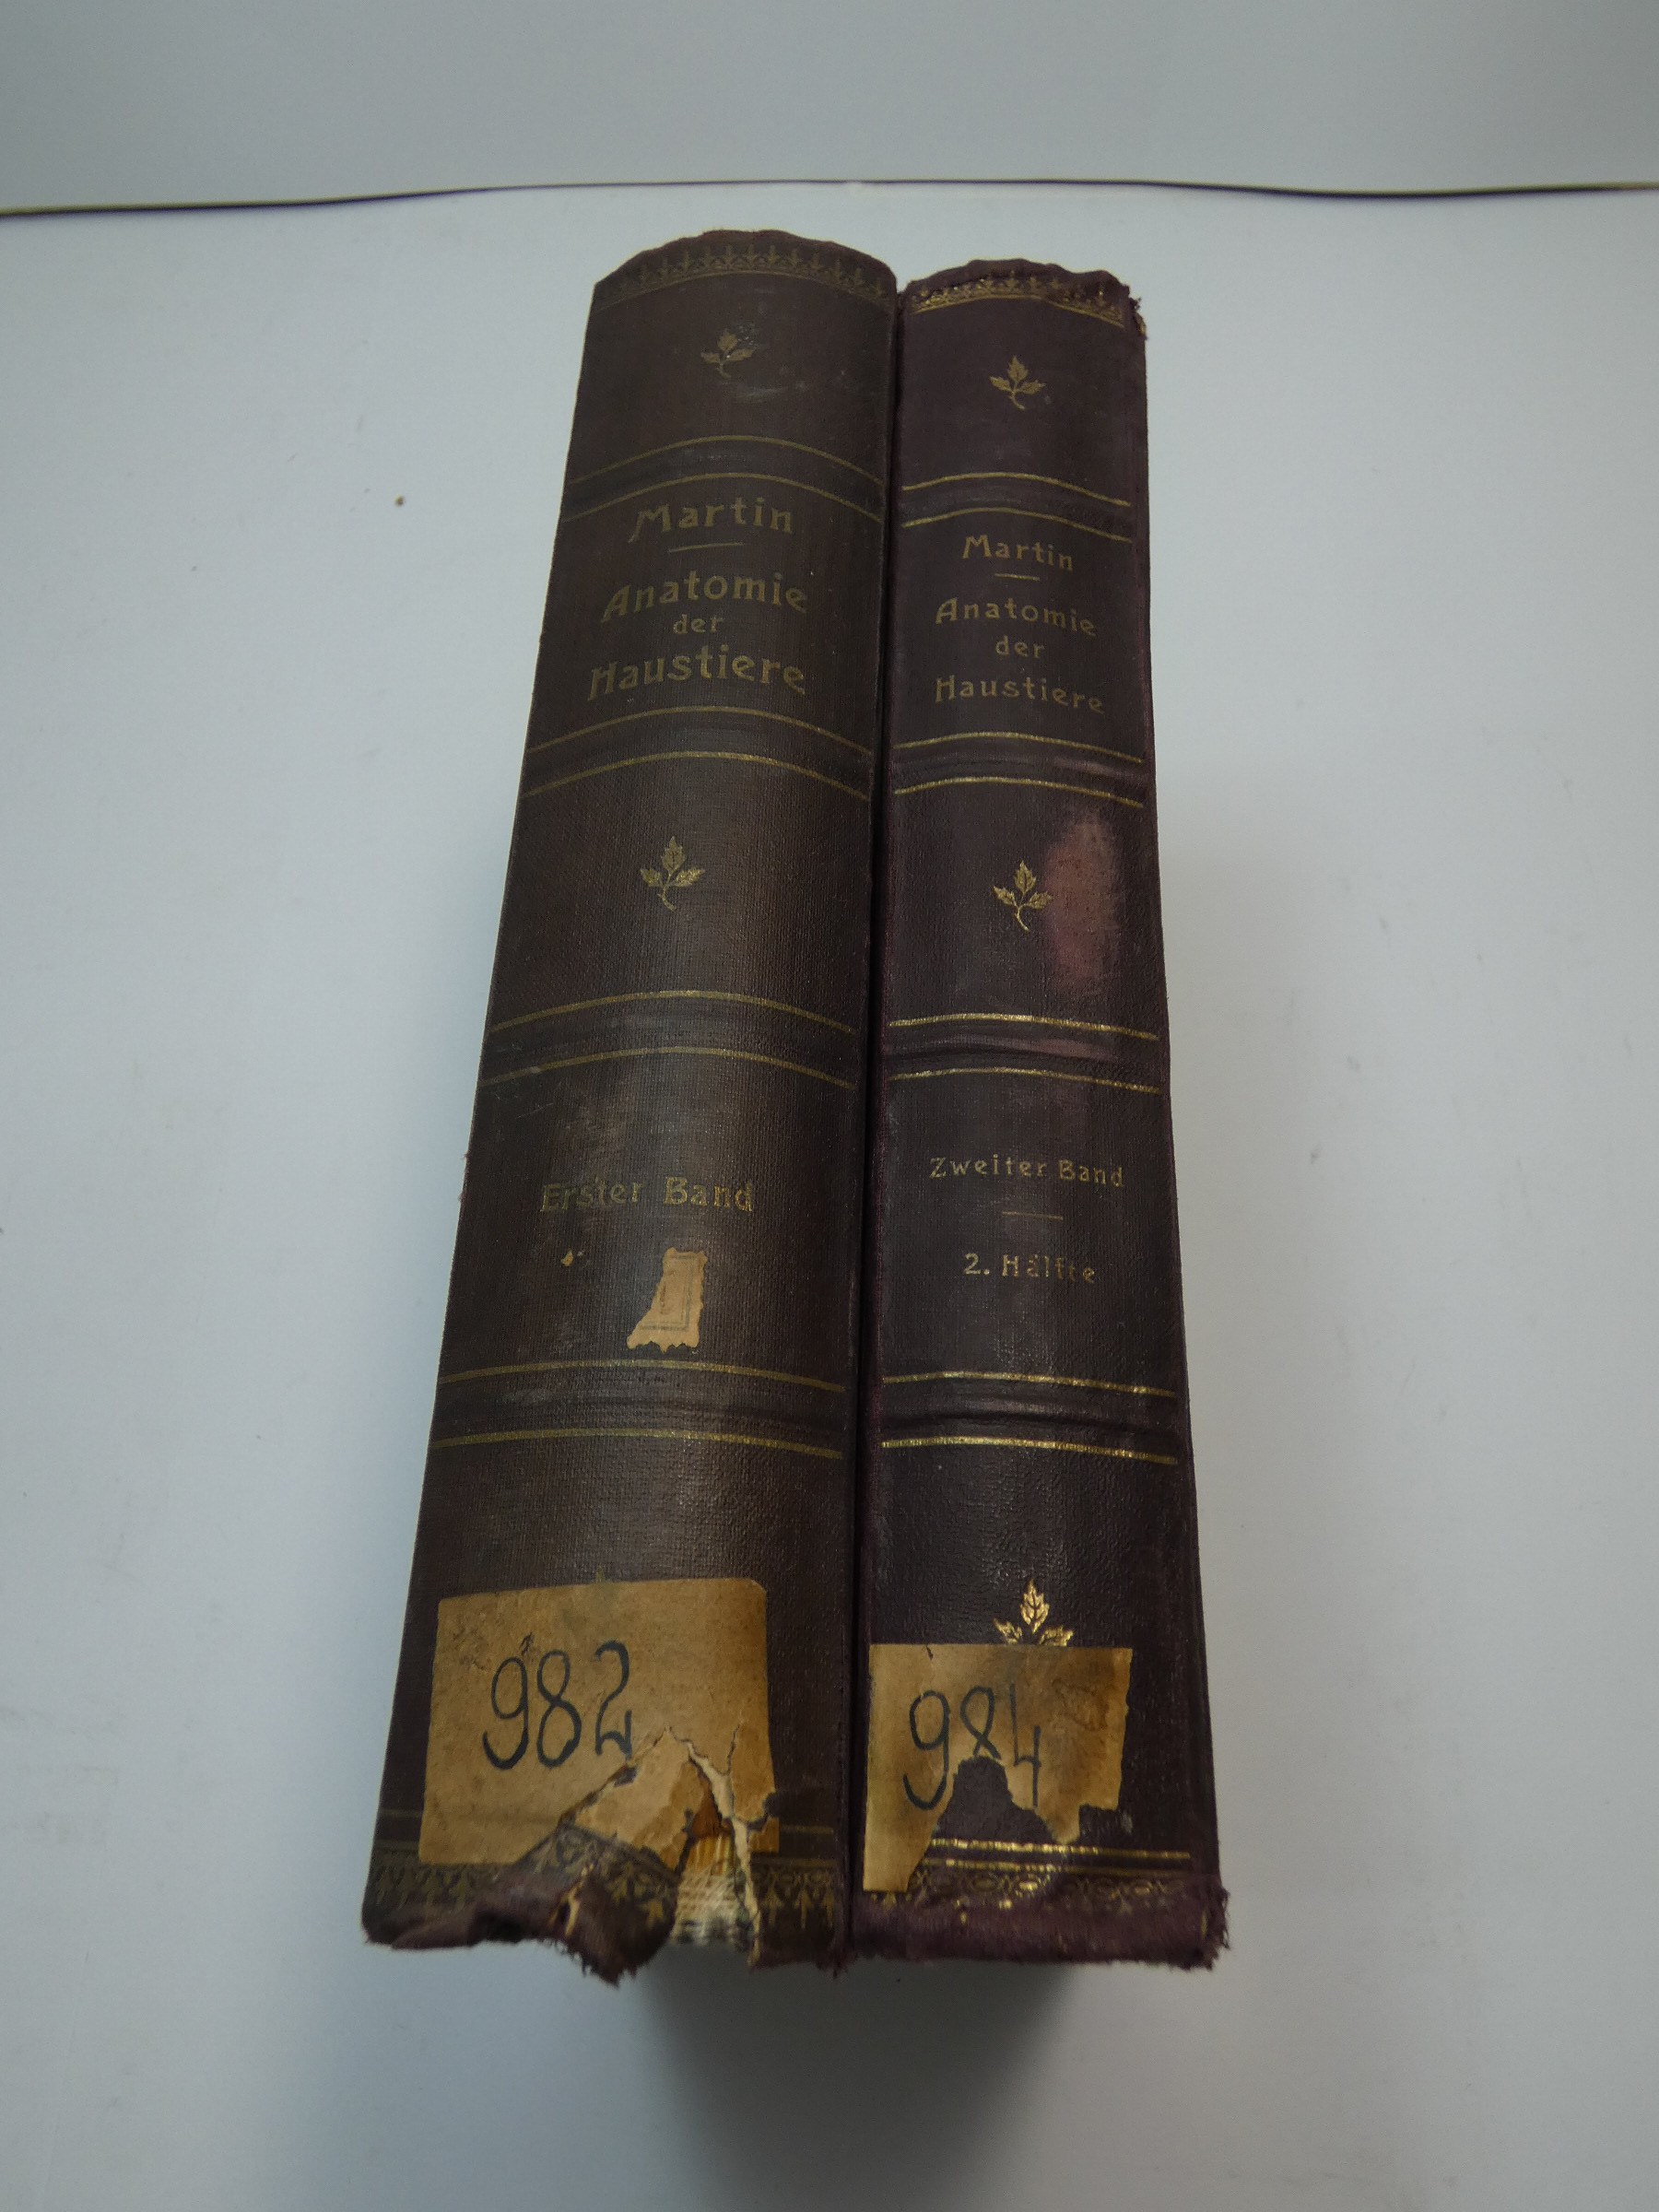 Martin
Anatomie
der
Haustiere
Erster Band
982
Martin
Anatomie
der
Haustiere
Zweiter Band
2. Hälfte
984